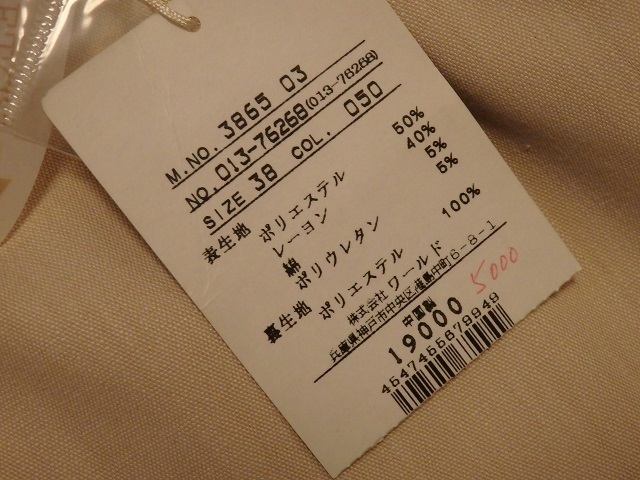 M.NO. 3865 03
NO. 013-76268(013-76268)
SIZE 38 COL. 050
表生地 ポリエステル 50%
レーヨン 40%
綿 5%
ポリウレタン 5%
裏生地 ポリエステル 100%
株式会社 ワールド
兵庫県神戸市中央区港島中町6-8-1
中国製
19000
5000
4547455679949